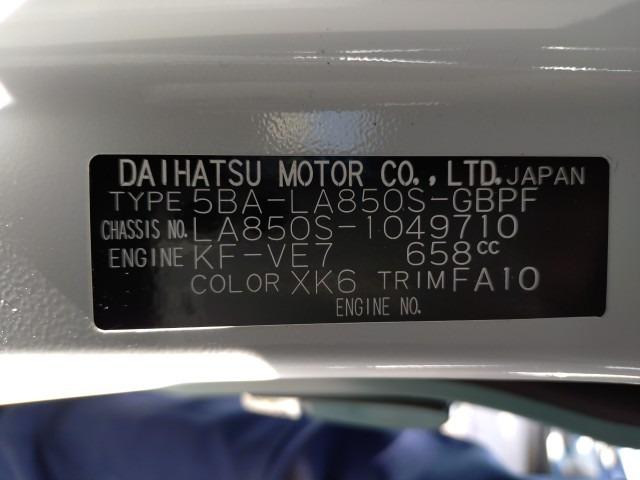 DAIHATSU MOTOR CO.,LTD. JAPAN
TYPE 5BA-LA850S-GBPF
CHASSIS NO. LA850S-1049710
ENGINE KF-VE7 658cc
COLOR XK6 TRIM FA10
ENGINE NO.